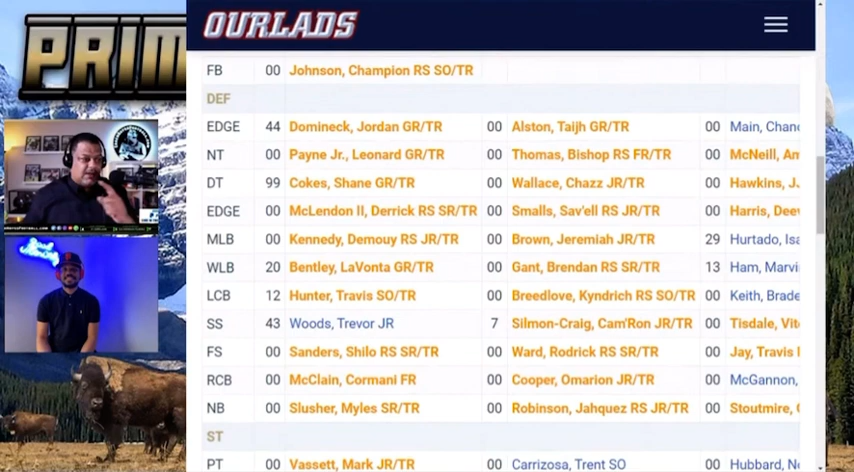 PRIM
OURLADS
FB 00 Johnson, Champion RS SO/TR
DEF
EDGE 44 Domineck, Jordan GR/TR 00 Alston, Taijh GR/TR 00 Main, Chanc
NT 00 Payne Jr., Leonard GR/TR 00 Thomas, Bishop RS FR/TR 00 McNeill, Am
DT 99 Cokes, Shane GR/TR 00 Wallace, Chazz JR/TR 00 Hawkins, J.
EDGE 00 McLendon II, Derrick RS SR/TR 00 Smalls, Sav'ell RS JR/TR 00 Harris, Deev
MLB 00 Kennedy, Demouy RS JR/TR 00 Brown, Jeremiah JR/TR 29 Hurtado, Isa
WLB 20 Bentley, LaVonta GR/TR 00 Gant, Brendan RS SR/TR 13 Ham, Marvi
LCB 12 Hunter, Travis SO/TR 00 Breedlove, Kyndrich RS SO/TR 00 Keith, Brade
SS 43 Woods, Trevor JR 7 Silmon-Craig, Cam'Ron JR/TR 00 Tisdale, Vit
FS 00 Sanders, Shilo RS SR/TR 00 Ward, Rodrick RS SR/TR 00 Jay, Travis
RCB 00 McClain, Cormani FR 00 Cooper, Omarion JR/TR 00 McGannon,
NB 00 Slusher, Myles SR/TR 00 Robinson, Jahquez RS JR/TR 00 Stoutmire,
ST
PT 00 Vassett, Mark JR/TR 00 Carrizosa, Trent SO 00 Hubbard, No